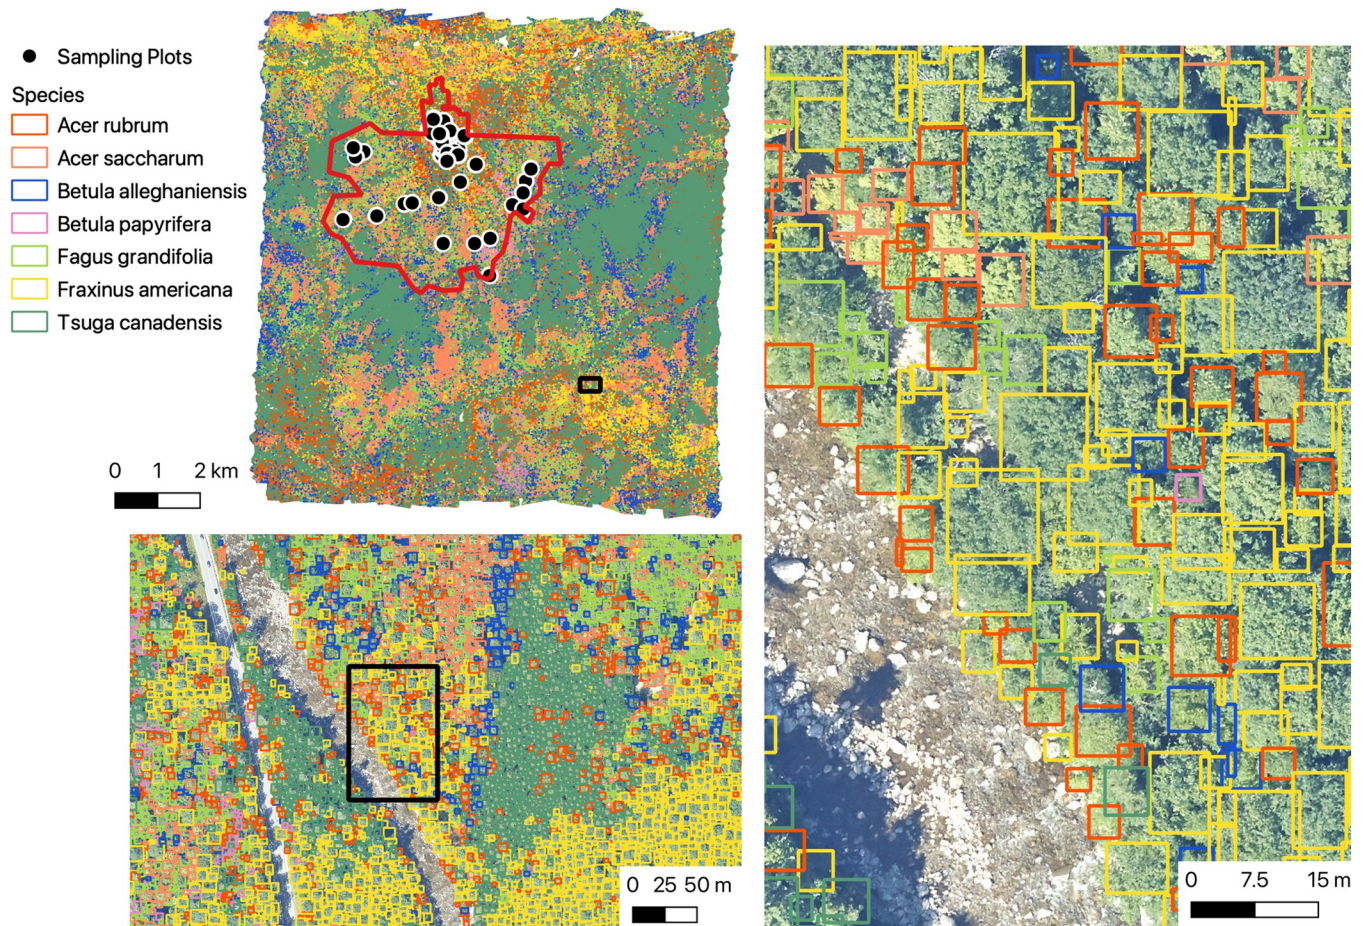 Sampling Plots
Species
Acer rubrum
Acer saccharum
Betula alleghaniensis
Betula papyrifera
Fagus grandifolia
Fraxinus americana
Tsuga canadensis
0 1 2 km
0 25 50 m
0 7.5 15 m